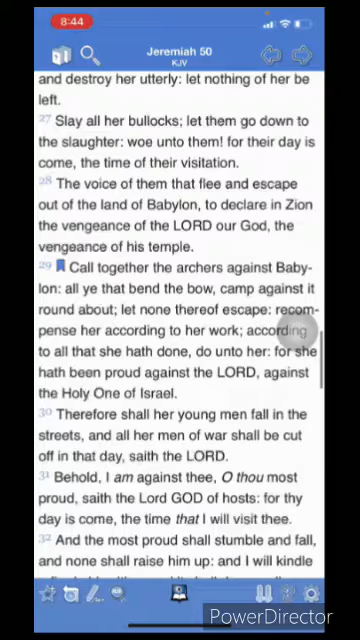 8:44
Jeremiah 50
KJV
and destroy her utterly: let nothing of her be
left.
27 Slay all her bullocks; let them go down to
the slaughter: woe unto them! for their day is
come, the time of their visitation.
28 The voice of them that flee and escape
out of the land of Babylon, to declare in Zion
the vengeance of the LORD our God, the
vengeance of his temple.
29 Call together the archers against Baby-
lon: all ye that bend the bow, camp against it
round about; let none thereof escape: recom-
pense her according to her work; according
to all that she hath done, do unto her: for she
hath been proud against the LORD, against
the Holy One of Israel.
30 Therefore shall her young men fall in the
streets, and all her men of war shall be cut
off in that day, saith the LORD.
31 Behold, I am against thee, O thou most
proud, saith the Lord GOD of hosts: for thy
day is come, the time that I will visit thee.
32 And the most proud shall stumble and fall,
and none shall raise him up: and I will kindle
PowerDirector